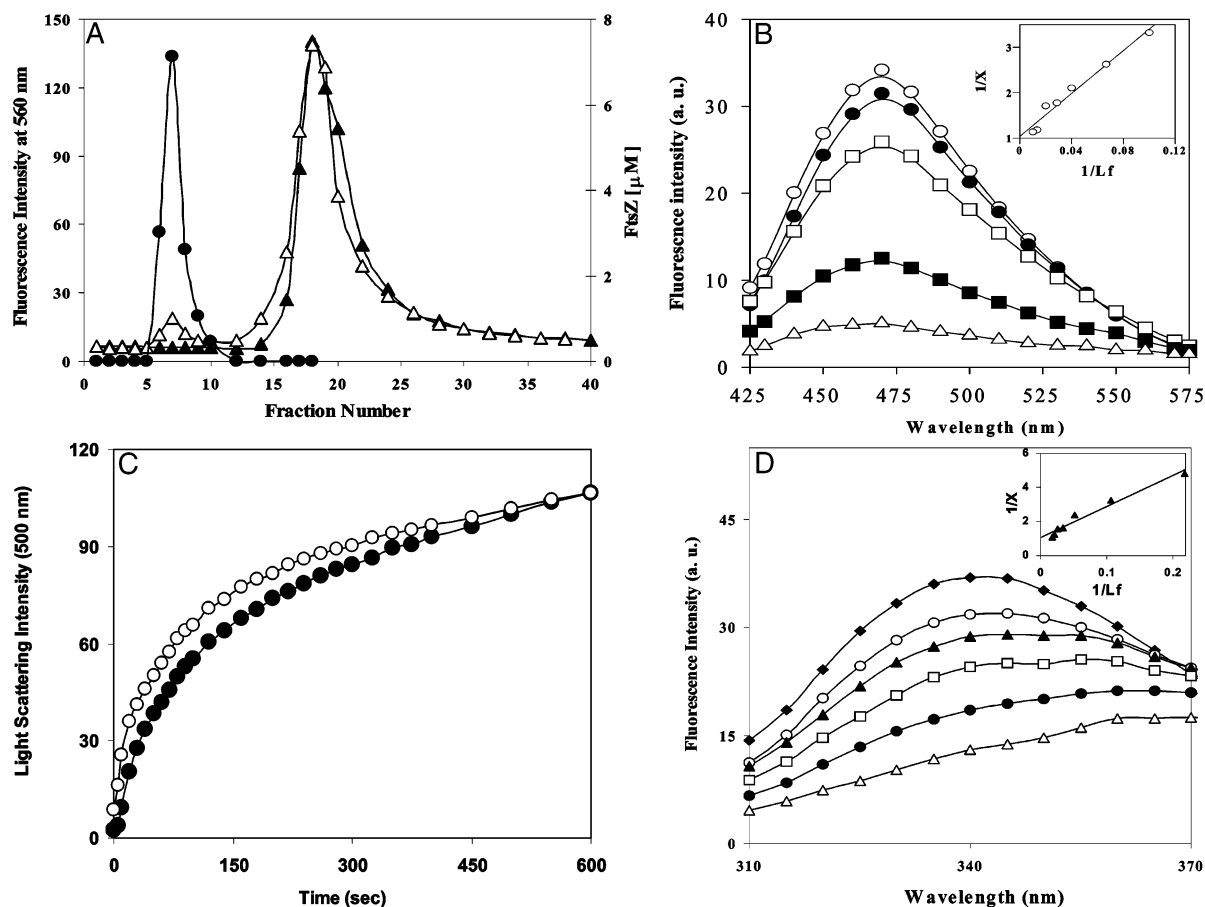 A
Fluorescence Intensity at 560 nm
150
120
90
60
30
0
8
6
4
2
0
FtsZ [µM]
0 5 10 15 20 25 30 35 40
Fraction Number
B
Fluorescnce intensity (a. u.)
40
30
20
10
0
425 450 475 500 525 550 575
Wavelength (nm)
1/X
3
2
1
0 0.04 0.08 0.12
1/Lf
C
Light Scattering Intensity (500 nm)
120
90
60
30
0
0 150 300 450 600
Time (sec)
D
Fluorescence Intensity (a. u.)
45
30
15
0
310 340 370
Wavelength (nm)
1/X
6
4
2
0
0 0.1 0.2
1/Lf